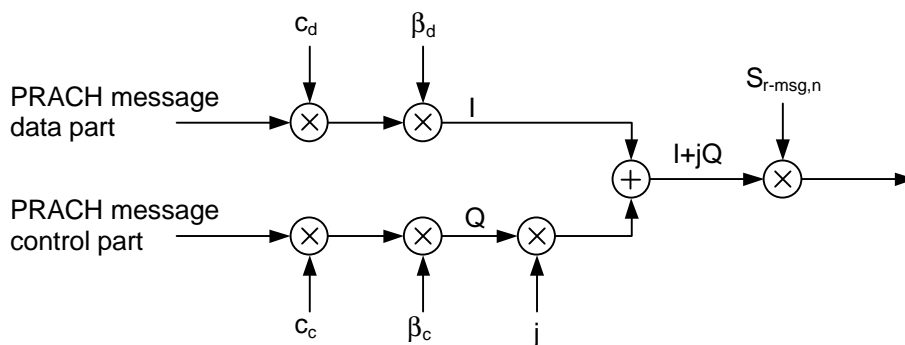 c_d
β_d
S_r-msg,n
PRACH message
data part
I
I+jQ
PRACH message
control part
Q
c_c
β_c
j